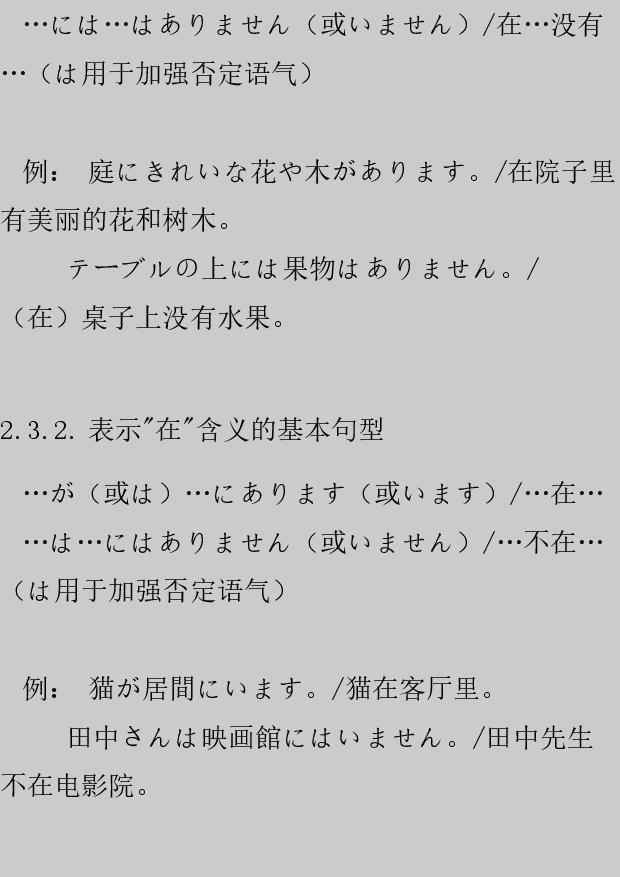 …には…はありません（或いません）/在…没有
…（は用于加强否定语气）
例： 庭にきれいな花や木があります。/在院子里
有美丽的花和树木。
テーブルの上には果物はありません。/
（在）桌子上没有水果。
2.3.2. 表示"在"含义的基本句型
…が（或は）…にあります（或います）/…在…
…は…にはありません（或いません）/…不在…
（は用于加强否定语气）
例： 猫が居間にいます。/猫在客厅里。
田中さんは映画館にはいません。/田中先生
不在电影院。